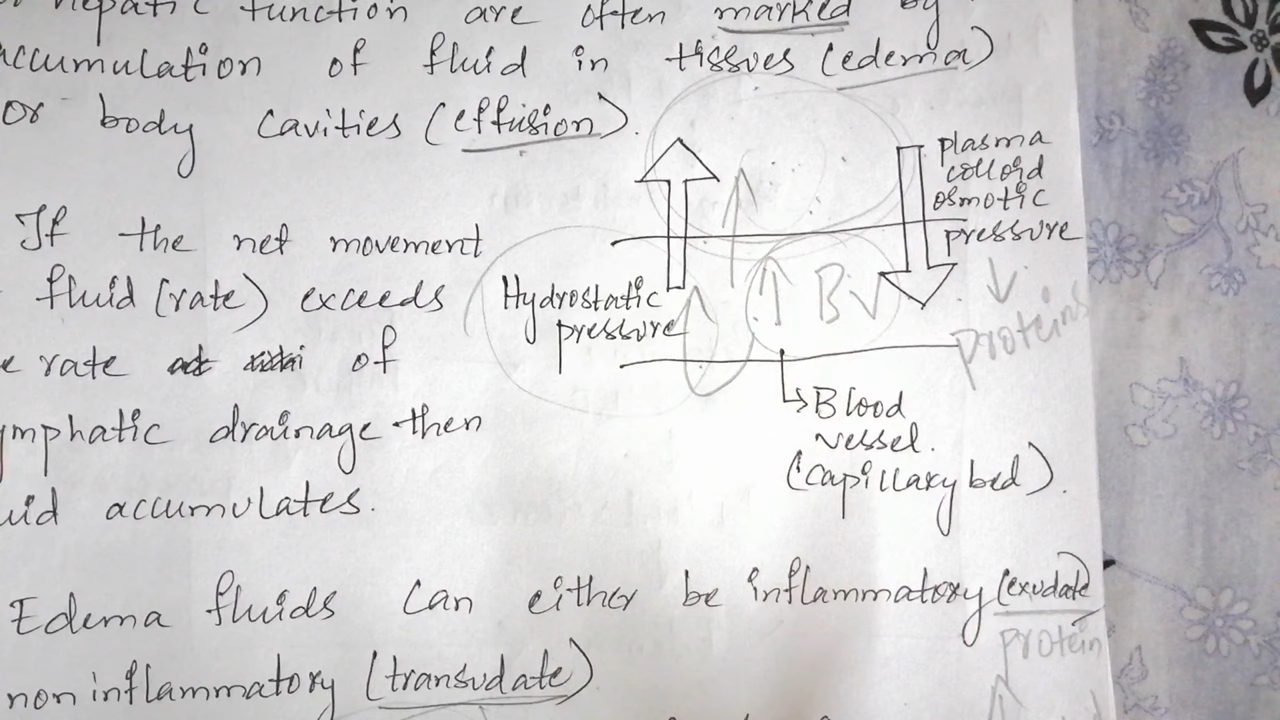 hepatic function are often marked by
accumulation of fluid in tissues (edema)
or body cavities (effusion).
If the net movement
fluid (rate) exceeds
rate of
lymphatic drainage then
fluid accumulates.
plasma
colloid
osmotic
pressure
↓
proteins
Hydrostatic
pressure
↑ BV
Blood
vessel.
(capillary bed).
Edema fluids can either be inflammatory (exudate)
protein
non inflammatory (transudate)